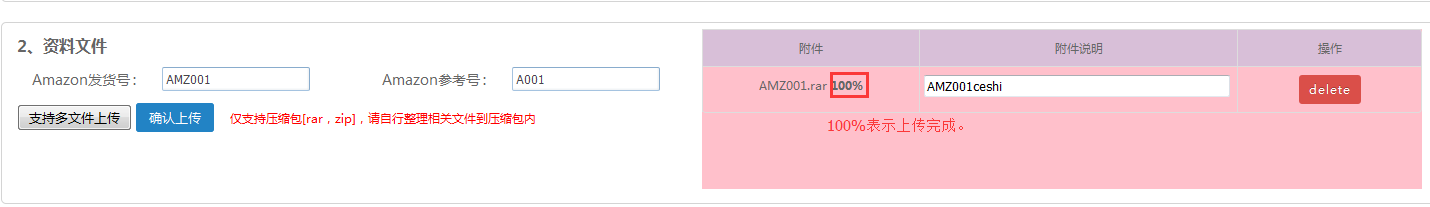 2、资料文件
Amazon发货号： AMZ001 Amazon参考号： A001
支持多文件上传 确认上传 仅支持压缩包[rar，zip]，请自行整理相关文件到压缩包内
附件 附件说明 操作
AMZ001.rar 100% AMZ001ceshi delete
100%表示上传完成。